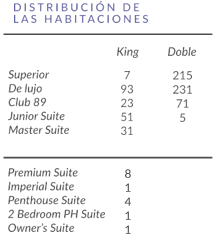 DISTRIBUCIÓN DE
LAS HABITACIONES
King Doble
Superior 7 215
De lujo 93 231
Club 89 23 71
Junior Suite 51 5
Master Suite 31
Premium Suite 8
Imperial Suite 1
Penthouse Suite 4
2 Bedroom PH Suite 1
Owner's Suite 1